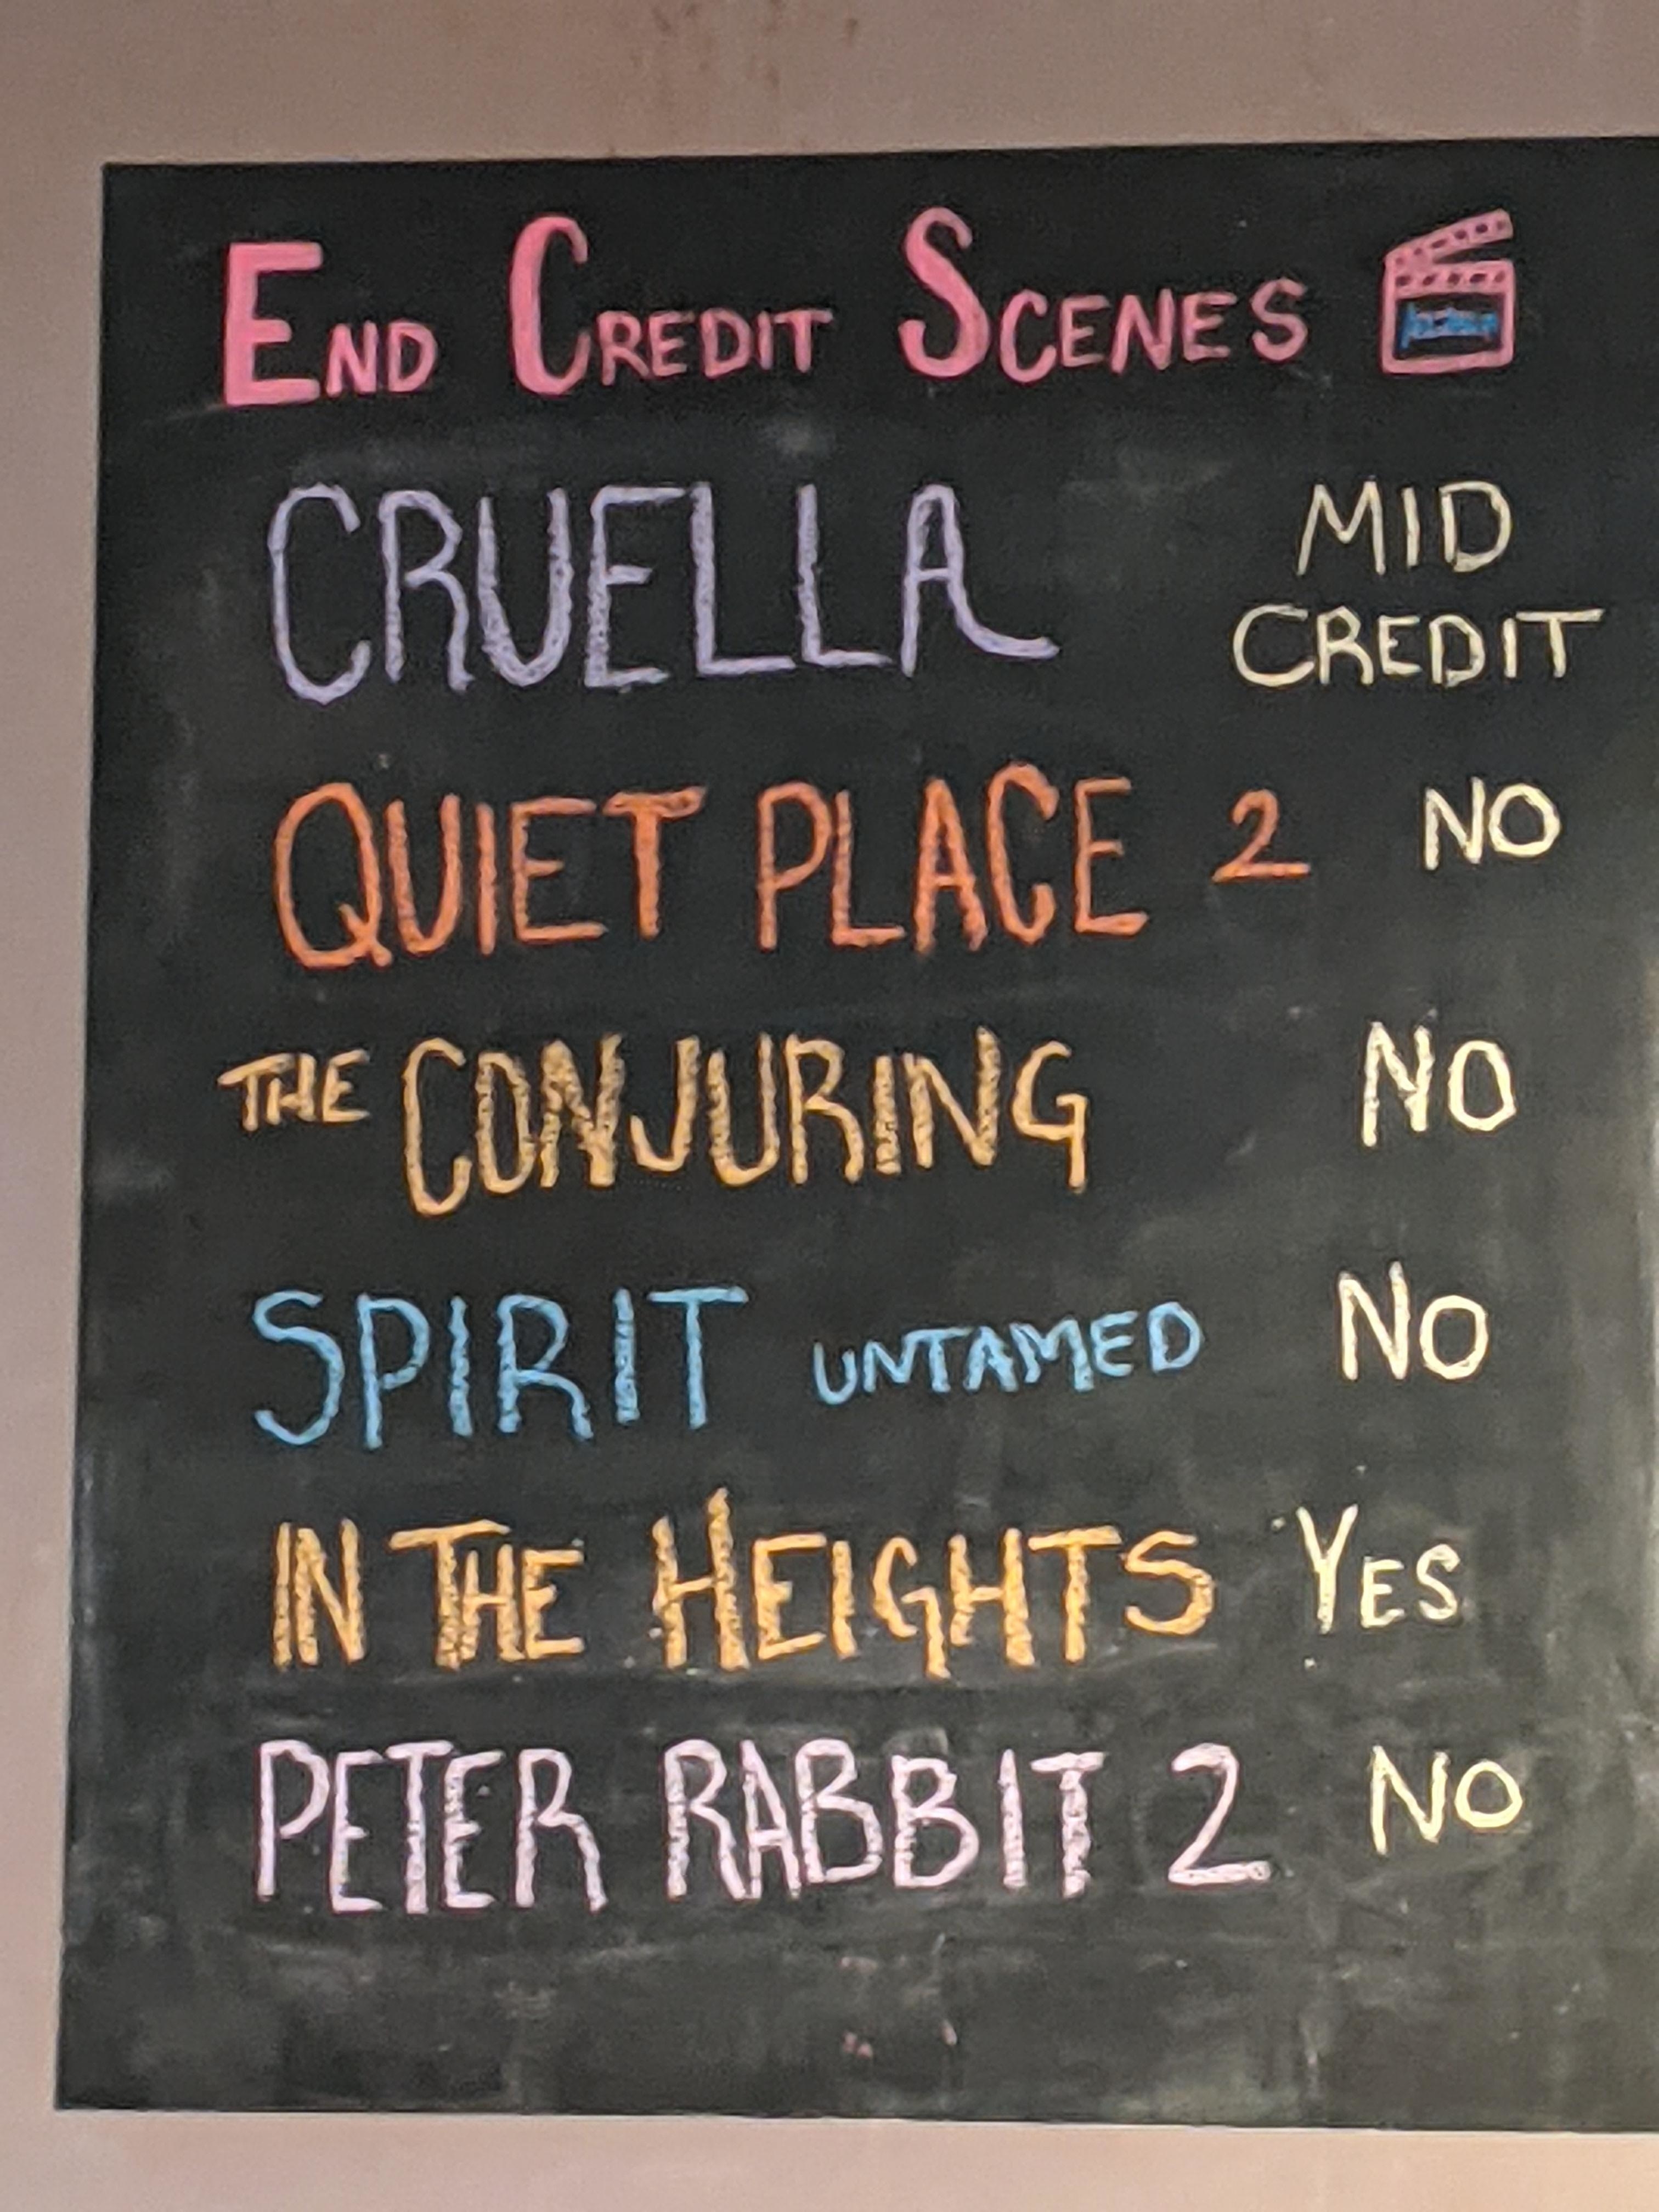 END CREDIT SCENES
CRUELLA MID CREDIT
QUIET PLACE 2 NO
THE CONJURING NO
SPIRIT UNTAMED NO
IN THE HEIGHTS YES
PETER RABBIT 2 NO